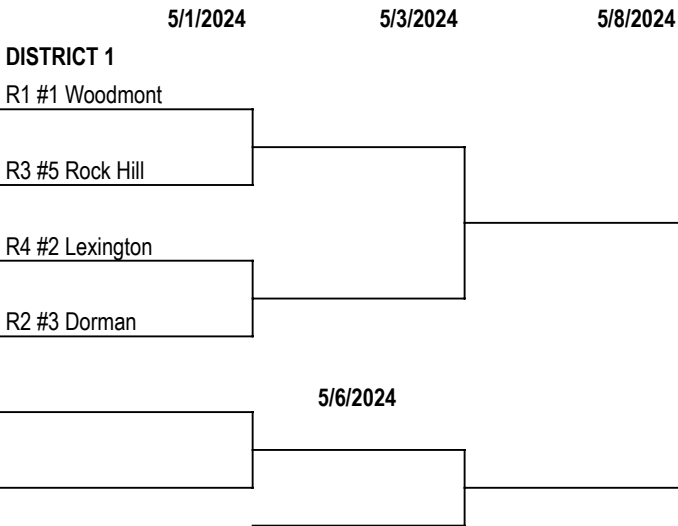 5/1/2024 5/3/2024 5/8/2024
DISTRICT 1
R1 #1 Woodmont
R3 #5 Rock Hill
R4 #2 Lexington
R2 #3 Dorman
5/6/2024